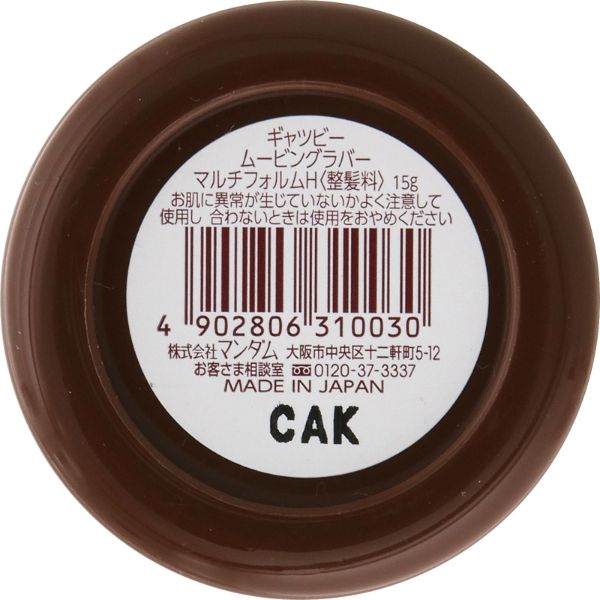 ギャツビー
ムービングラバー
マルチフォルムH〈整髪料〉 15g
お肌に異常が生じていないかよく注意して
使用し 合わないときは使用をおやめください
4 902806 310030
株式会社マンダム 大阪市中央区十二軒町5-12
お客さま相談室 0120-37-3337
MADE IN JAPAN
CAK